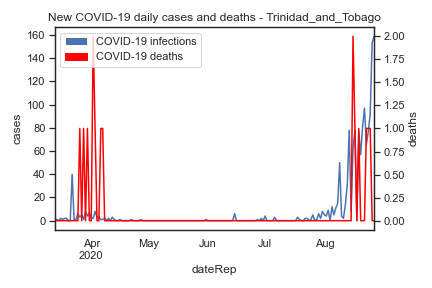 New COVID-19 daily cases and deaths - Trinidad_and_Tobago
COVID-19 infections
COVID-19 deaths
160
140
120
100
80
60
40
20
0
cases
2.00
1.75
1.50
1.25
1.00
0.75
0.50
0.25
0.00
deaths
Apr May Jun Jul Aug
2020
dateRep